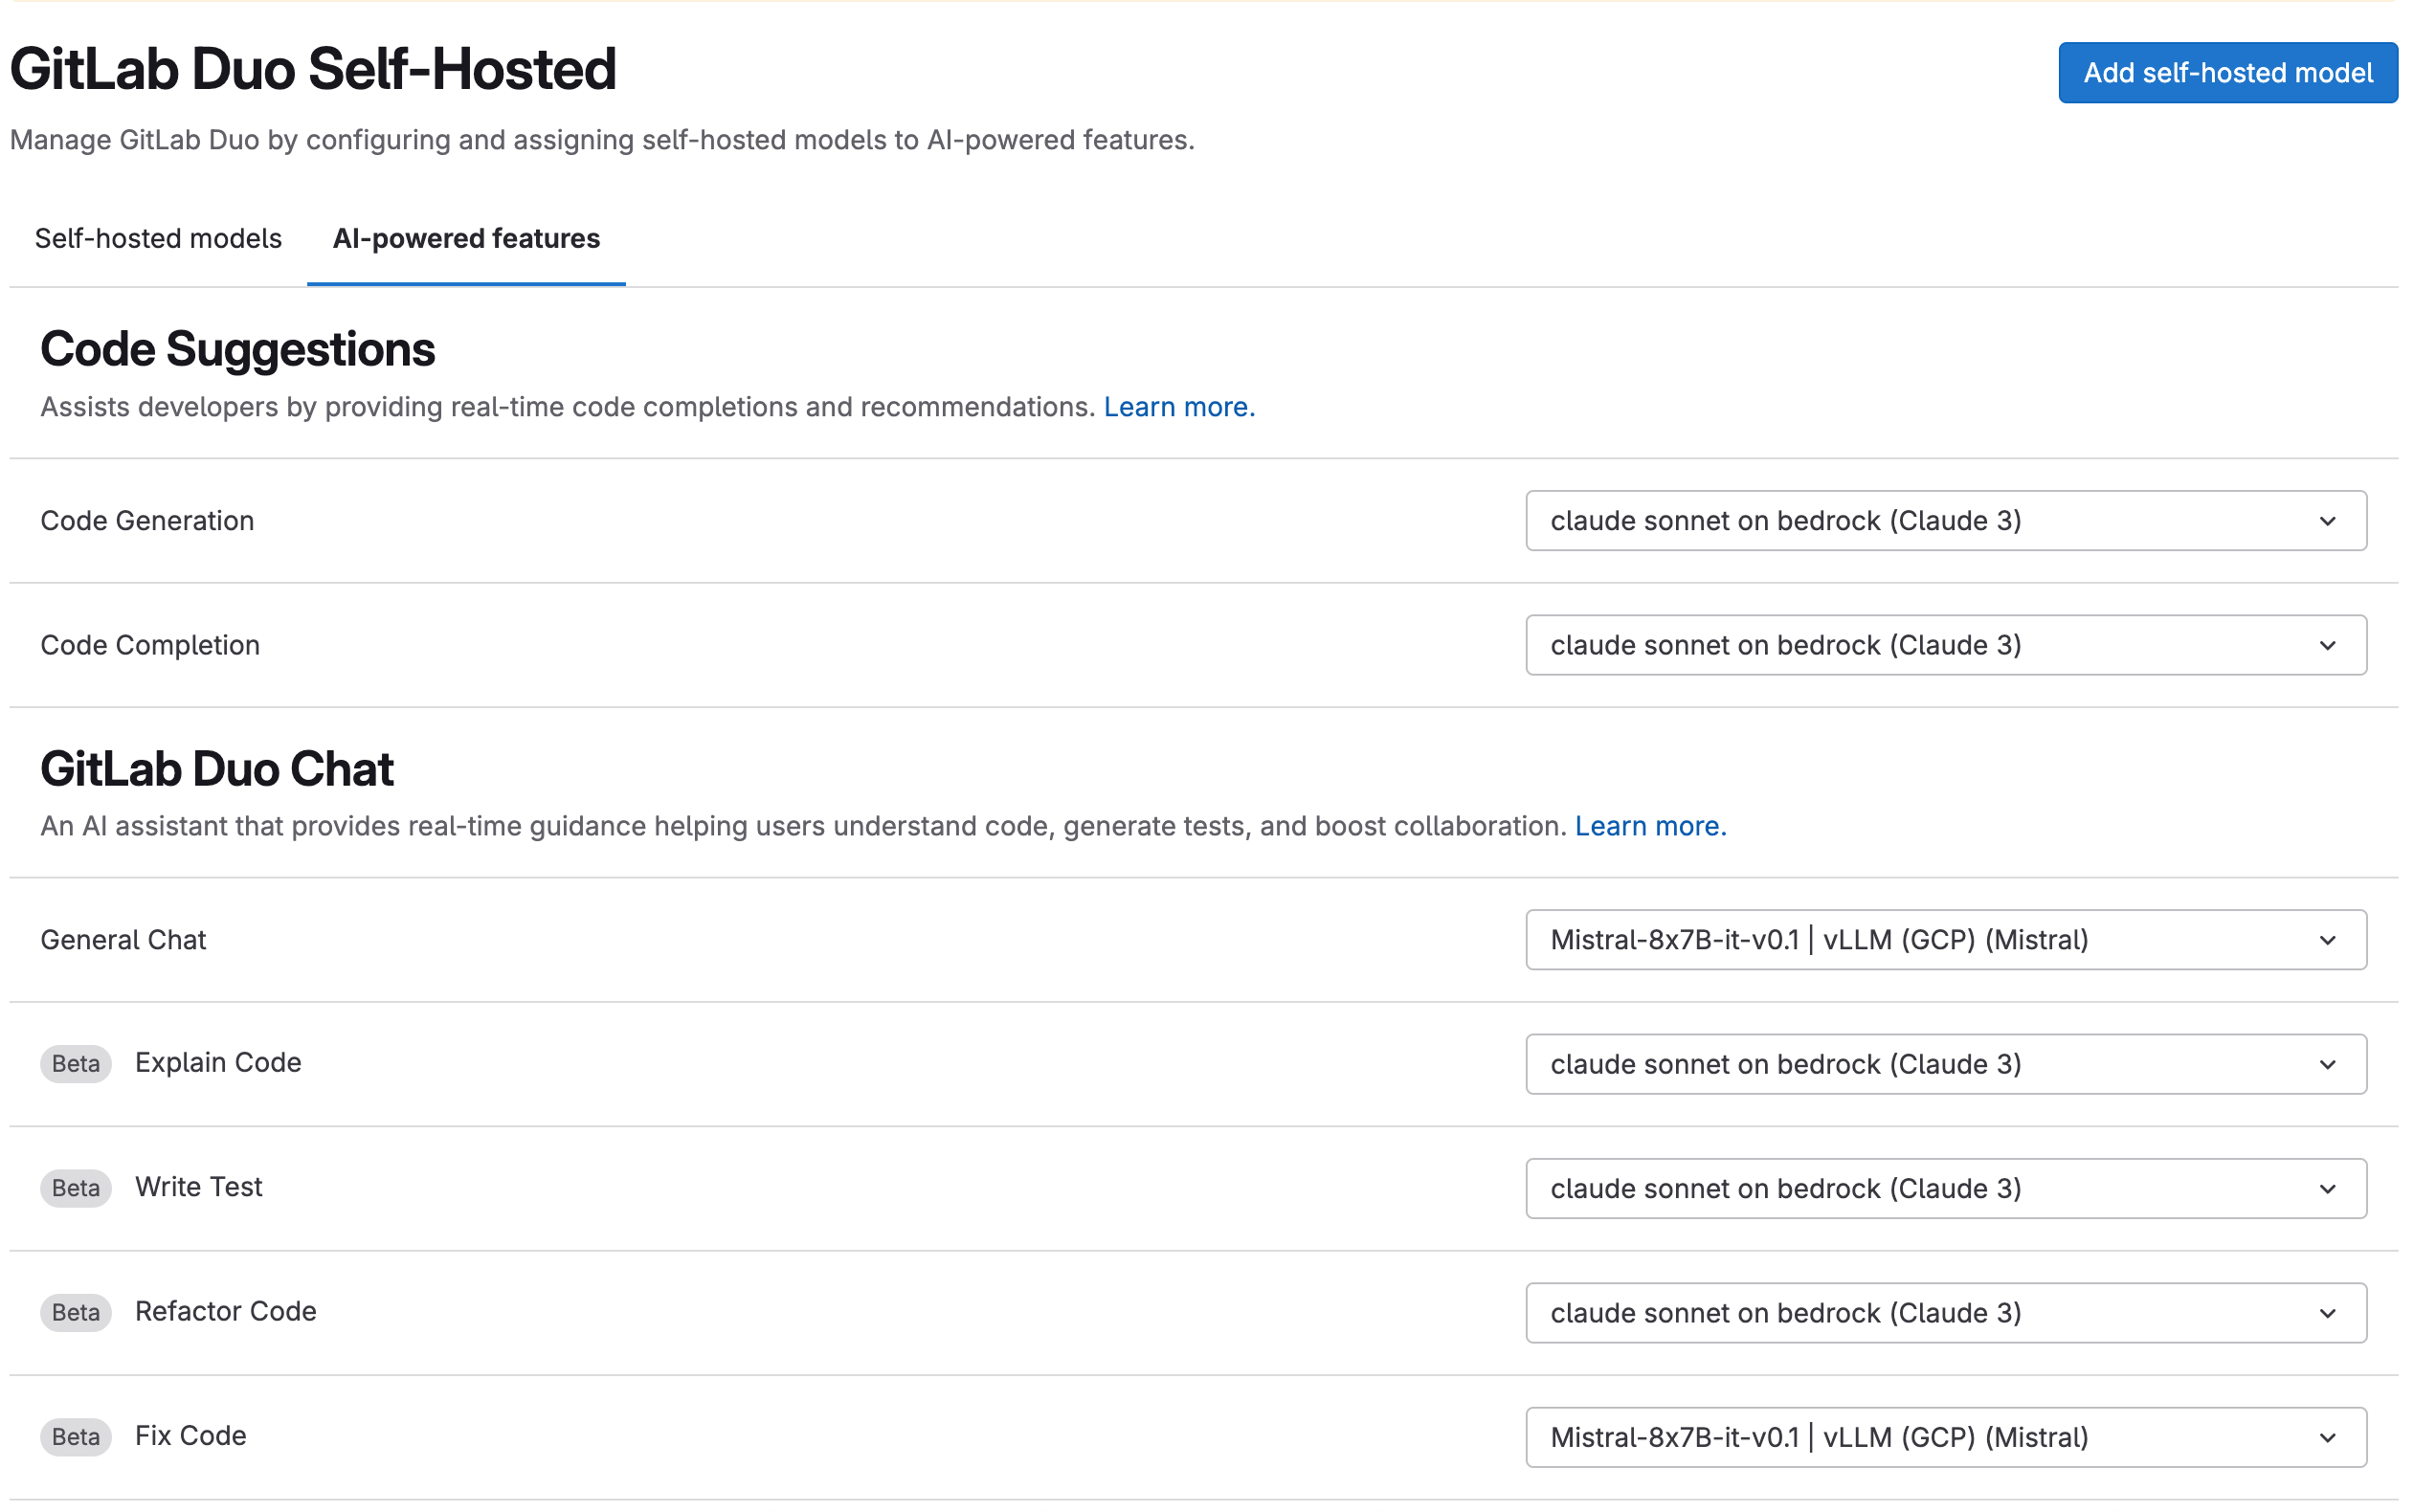 GitLab Duo Self-Hosted
Add self-hosted model
Manage GitLab Duo by configuring and assigning self-hosted models to AI-powered features.
Self-hosted models
AI-powered features
Code Suggestions
Assists developers by providing real-time code completions and recommendations. Learn more.
Code Generation
claude sonnet on bedrock (Claude 3)
Code Completion
claude sonnet on bedrock (Claude 3)
GitLab Duo Chat
An AI assistant that provides real-time guidance helping users understand code, generate tests, and boost collaboration. Learn more.
General Chat
Mistral-8x7B-it-v0.1 | vLLM (GCP) (Mistral)
Beta Explain Code
claude sonnet on bedrock (Claude 3)
Beta Write Test
claude sonnet on bedrock (Claude 3)
Beta Refactor Code
claude sonnet on bedrock (Claude 3)
Beta Fix Code
Mistral-8x7B-it-v0.1 | vLLM (GCP) (Mistral)